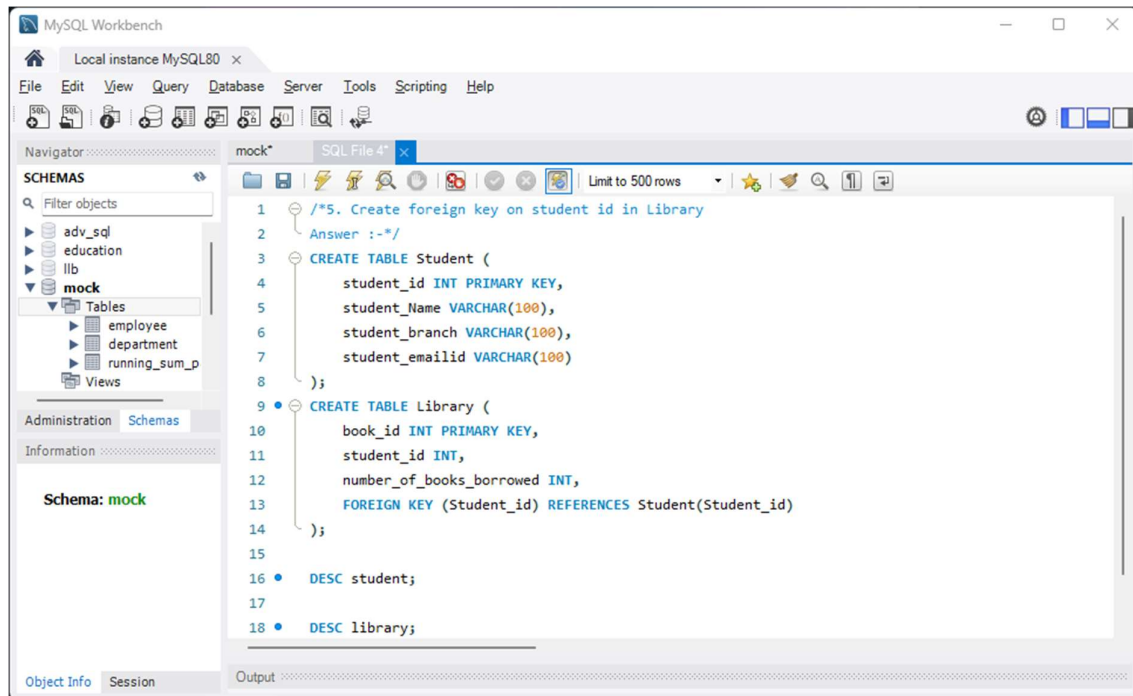 MySQL Workbench
Local instance MySQL80
File Edit View Query Database Server Tools Scripting Help
Navigator
SCHEMAS
Filter objects
adv_sql
education
llb
mock
Tables
employee
department
running_sum_p
Views
Administration Schemas
Information
Schema: mock
Object Info Session
mock* SQL File 4*
Limit to 500 rows
1 /*5. Create foreign key on student id in Library
2 Answer :-*/
3 CREATE TABLE Student (
4 student_id INT PRIMARY KEY,
5 student_Name VARCHAR(100),
6 student_branch VARCHAR(100),
7 student_emailid VARCHAR(100)
8 );
9 CREATE TABLE Library (
10 book_id INT PRIMARY KEY,
11 student_id INT,
12 number_of_books_borrowed INT,
13 FOREIGN KEY (Student_id) REFERENCES Student(Student_id)
14 );
15
16 DESC student;
17
18 DESC library;
Output